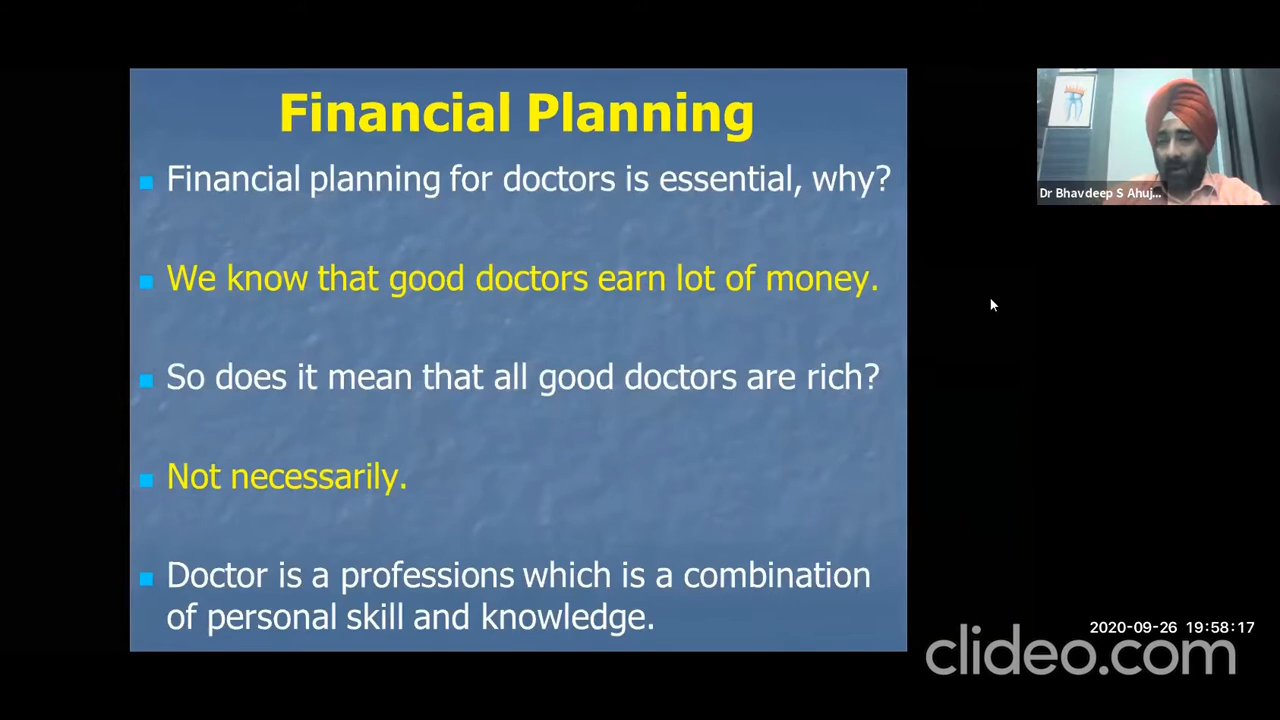 Financial Planning
Financial planning for doctors is essential, why?
We know that good doctors earn lot of money.
So does it mean that all good doctors are rich?
Not necessarily.
Doctor is a professions which is a combination
of personal skill and knowledge.
Dr Bhavdeep S Ahuj...
2020-09-26 19:58:17
clideo.com